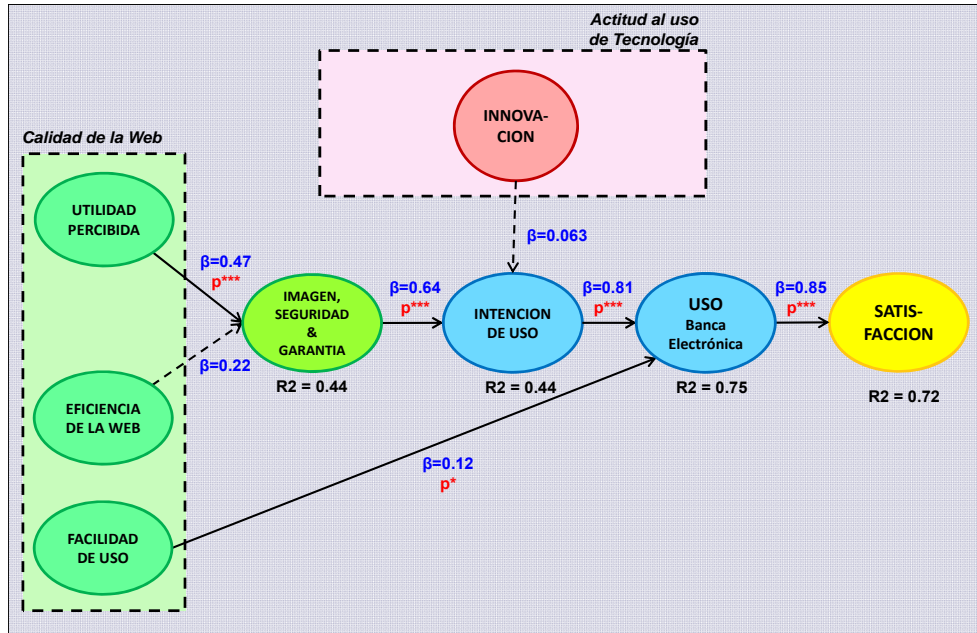 Actitud al uso
de Tecnología
INNOVA-
CION
Calidad de la Web
UTILIDAD
PERCIBIDA
β=0.063
β=0.47
p***
IMAGEN,
SEGURIDAD
&
GARANTIA
β=0.64
p***
INTENCION
DE USO
β=0.81
p***
USO
Banca
Electrónica
β=0.85
p***
SATIS-
FACCION
β=0.22
R2 = 0.44
R2 = 0.44
R2 = 0.75
R2 = 0.72
EFICIENCIA
DE LA WEB
β=0.12
p*
FACILIDAD
DE USO